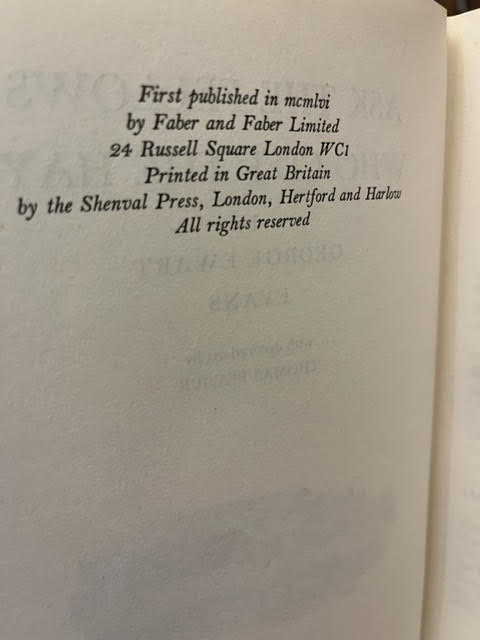 First published in mcmlvi
by Faber and Faber Limited
24 Russell Square London WC1
Printed in Great Britain
by the Shenval Press, London, Hertford and Harlow
All rights reserved